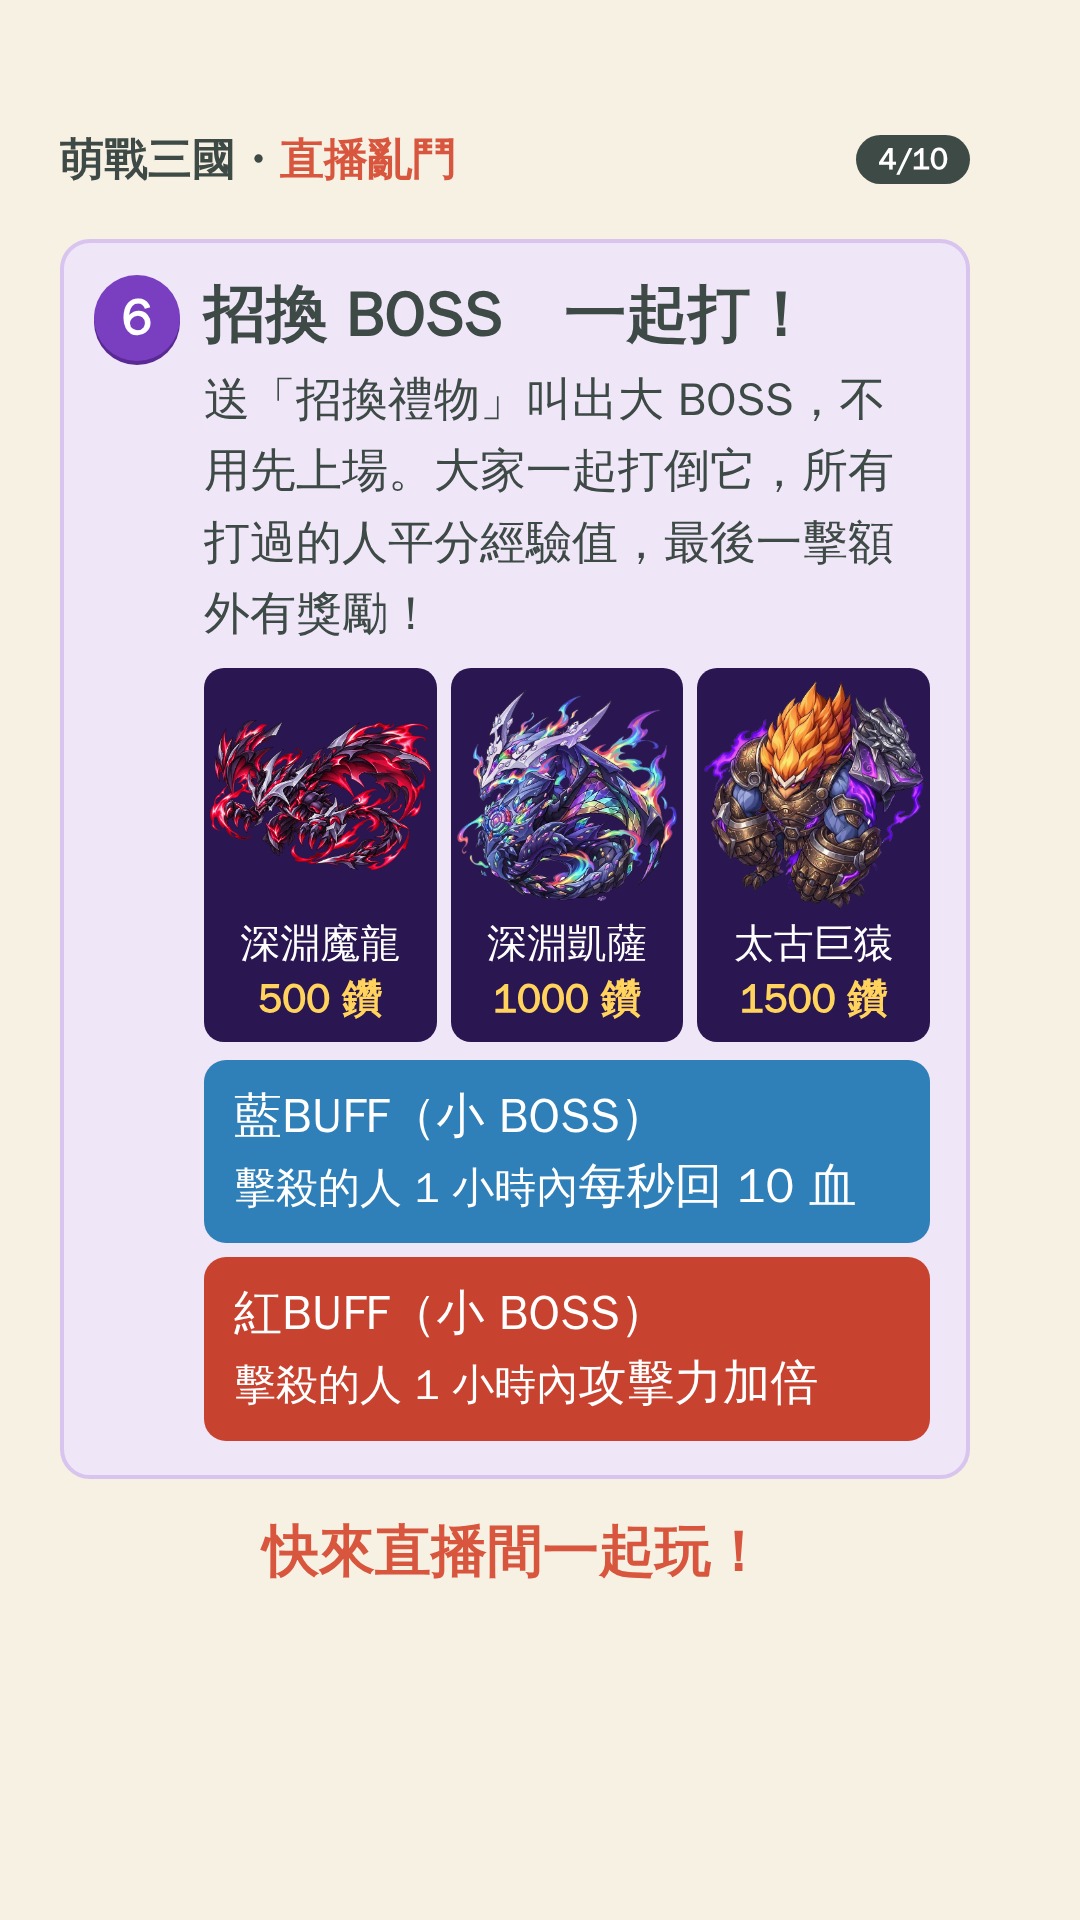 萌戰三國・直播亂鬥
4/10
6
招換 BOSS　一起打！
送「招換禮物」叫出大 BOSS，不
用先上場。大家一起打倒它，所有
打過的人平分經驗值，最後一擊額
外有獎勵！
深淵魔龍
500 鑽
深淵凱薩
1000 鑽
太古巨猿
1500 鑽
藍BUFF（小 BOSS）
擊殺的人 1 小時內每秒回 10 血
紅BUFF（小 BOSS）
擊殺的人 1 小時內攻擊力加倍
快來直播間一起玩！